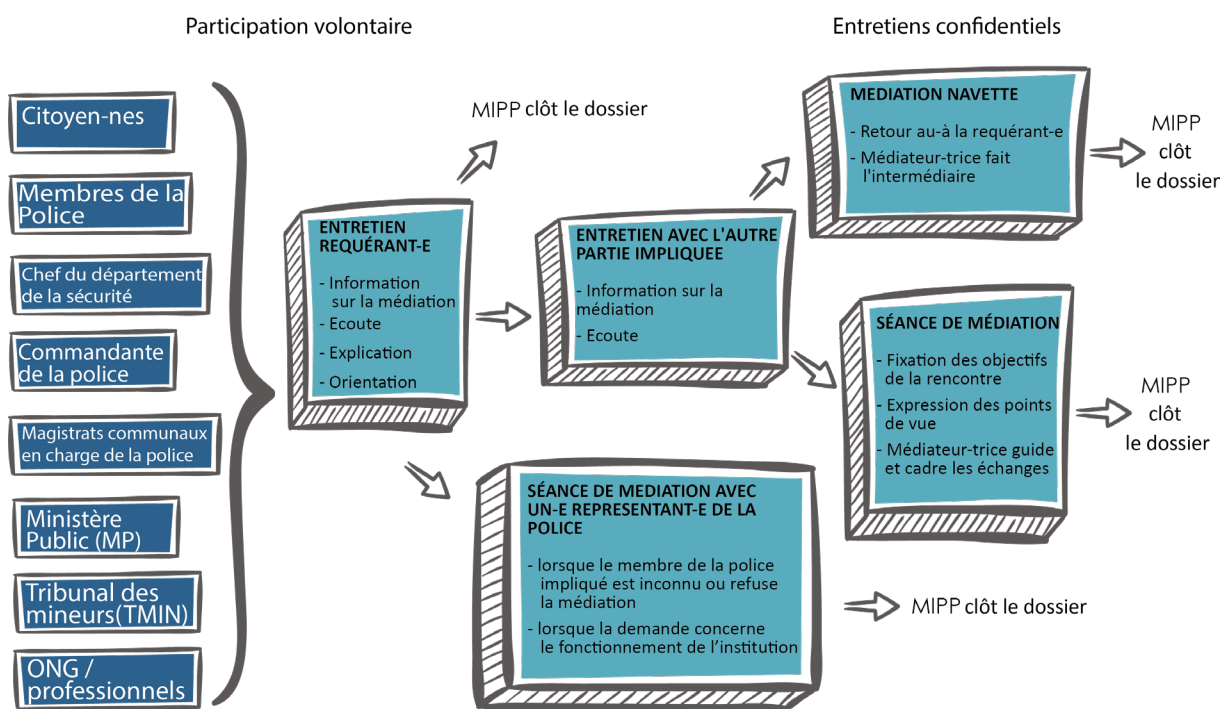 Participation volontaire
Entretiens confidentiels
Citoyen-nes
Membres de la
Police
Chef du département
de la sécurité
Commandante
de la police
Magistrats communaux
en charge de la police
Ministère
Public (MP)
Tribunal des
mineurs(TMIN)
ONG /
professionnels
MIPP clôt le dossier
ENTRETIEN
REQUÉRANT-E
- Information
sur la médiation
- Ecoute
- Explication
- Orientation
ENTRETIEN AVEC L'AUTRE
PARTIE IMPLIQUEE
- Information sur la
médiation
- Ecoute
MEDIATION NAVETTE
- Retour au-à la requérant-e
- Médiateur-trice fait
l'intermédiaire
MIPP
clôt
le dossier
SÉANCE DE MÉDIATION
- Fixation des objectifs
de la rencontre
- Expression des points
de vue
- Médiateur-trice guide
et cadre les échanges
MIPP
clôt
le dossier
SÉANCE DE MEDIATION AVEC
UN-E REPRESENTANT-E DE LA
POLICE
- lorsque le membre de la police
impliqué est inconnu ou refuse
la médiation
- lorsque la demande concerne
le fonctionnement de l’institution
MIPP clôt le dossier